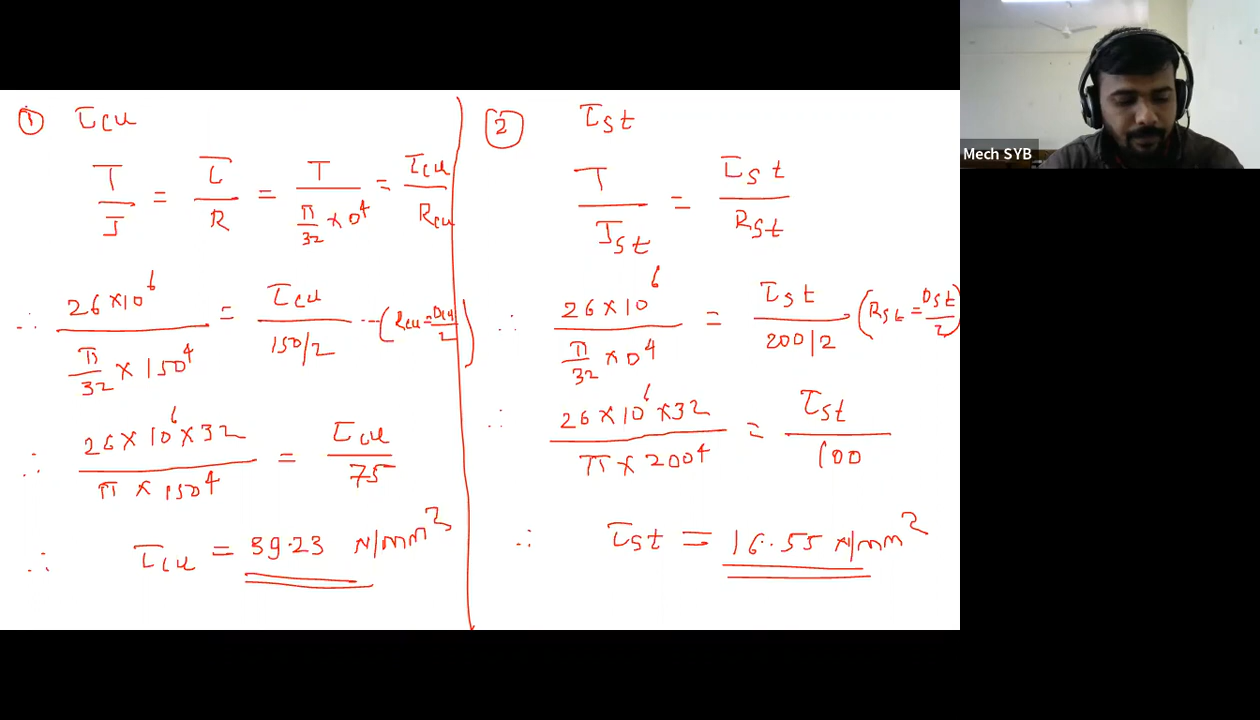 ① τcu
T/J = τ/R = T/(π/32 × D⁴) = τcu/Rcu
∴ 26×10⁶/(π/32 × 150⁴) = τcu/(150/2) --- (Rcu = Dcu/2)
∴ 26×10⁶×32/(π × 150⁴) = τcu/75
∴ τcu = 39.23 N/mm²
② τst
T/Jst = τst/Rst
∴ 26×10⁶/(π/32 × D⁴) = τst/(200/2) (Rst = Dst/2)
∴ 26×10⁶×32/(π × 200⁴) = τst/100
∴ τst = 16.55 N/mm²
Mech SYB